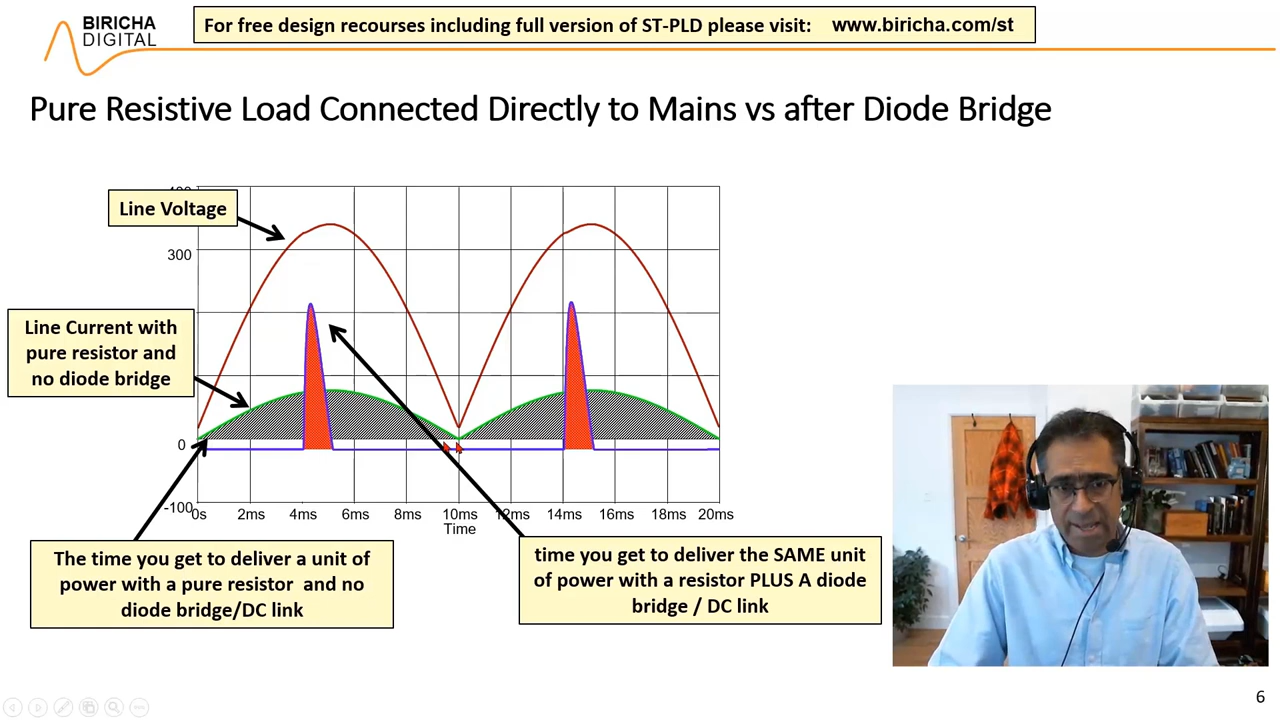 BIRICHA
DIGITAL
For free design recourses including full version of ST-PLD please visit: www.biricha.com/st
Pure Resistive Load Connected Directly to Mains vs after Diode Bridge
400
Line Voltage
300
Line Current with
pure resistor and
no diode bridge
0
-100
0s 2ms 4ms 6ms 8ms 10ms 12ms 14ms 16ms 18ms 20ms
Time
The time you get to deliver a unit of
power with a pure resistor and no
diode bridge/DC link
time you get to deliver the SAME unit
of power with a resistor PLUS A diode
bridge / DC link
6